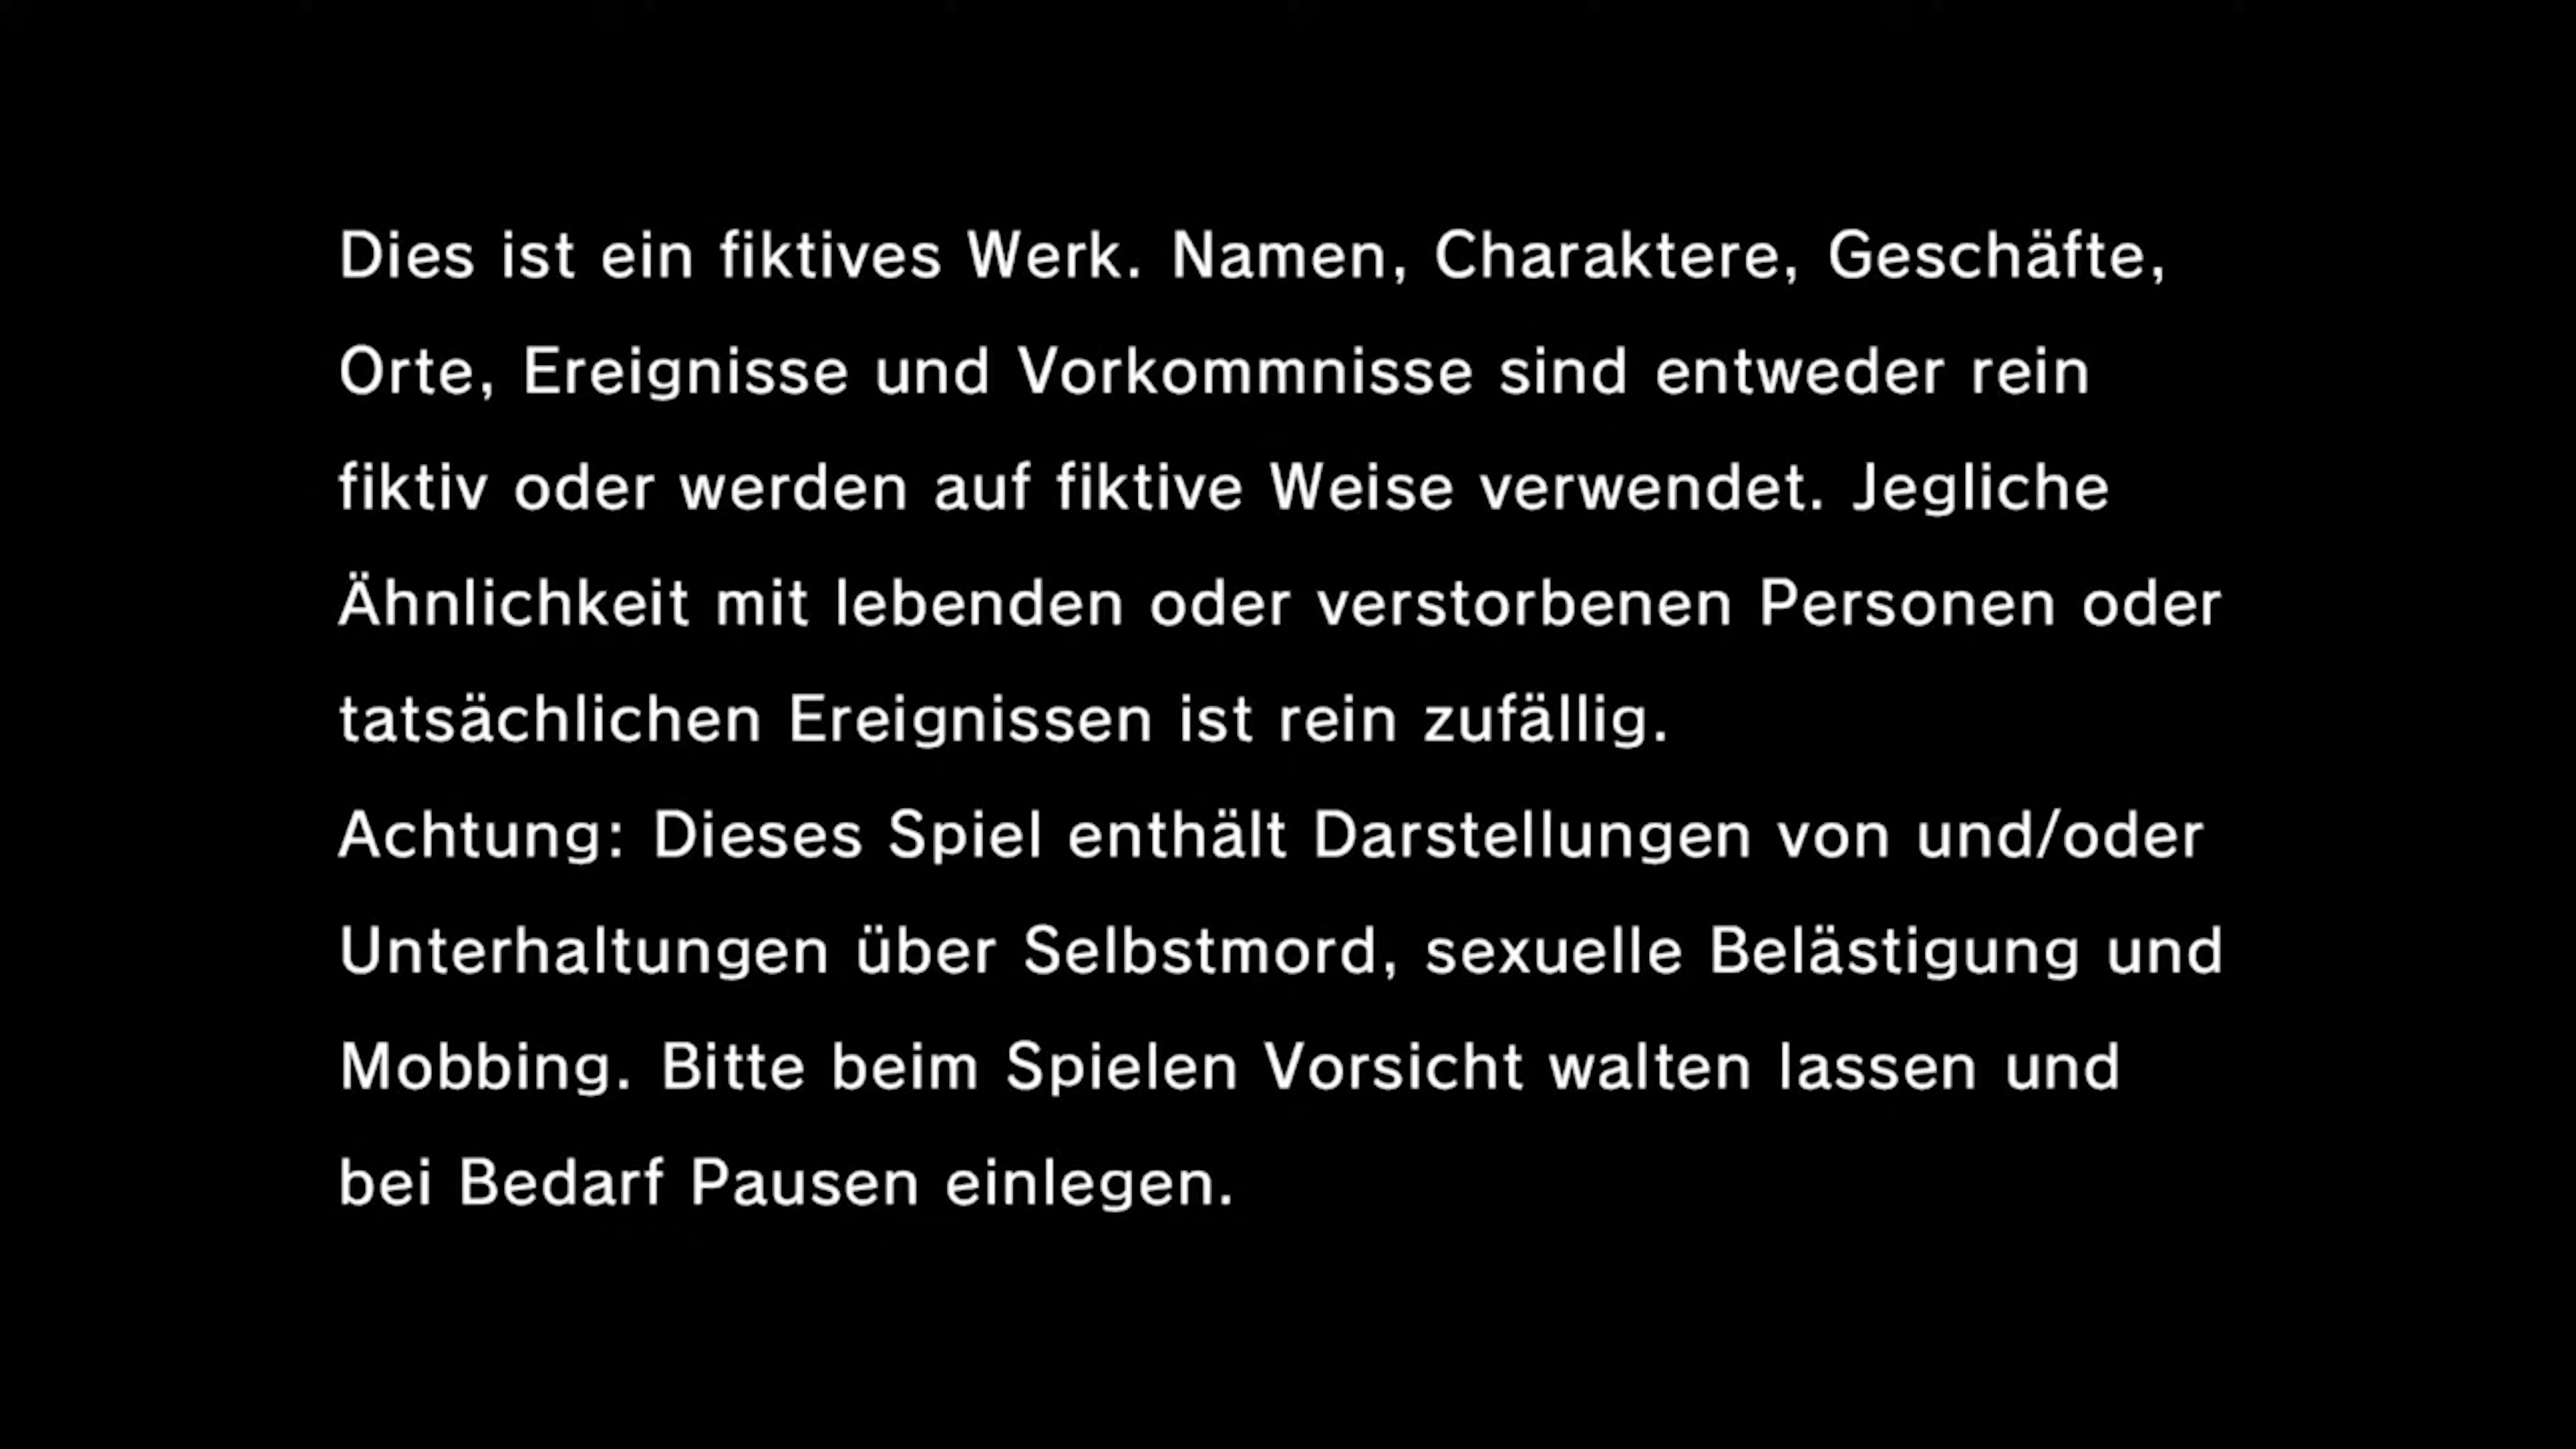 Dies ist ein fiktives Werk. Namen, Charaktere, Geschäfte,
Orte, Ereignisse und Vorkommnisse sind entweder rein
fiktiv oder werden auf fiktive Weise verwendet. Jegliche
Ähnlichkeit mit lebenden oder verstorbenen Personen oder
tatsächlichen Ereignissen ist rein zufällig.
Achtung: Dieses Spiel enthält Darstellungen von und/oder
Unterhaltungen über Selbstmord, sexuelle Belästigung und
Mobbing. Bitte beim Spielen Vorsicht walten lassen und
bei Bedarf Pausen einlegen.